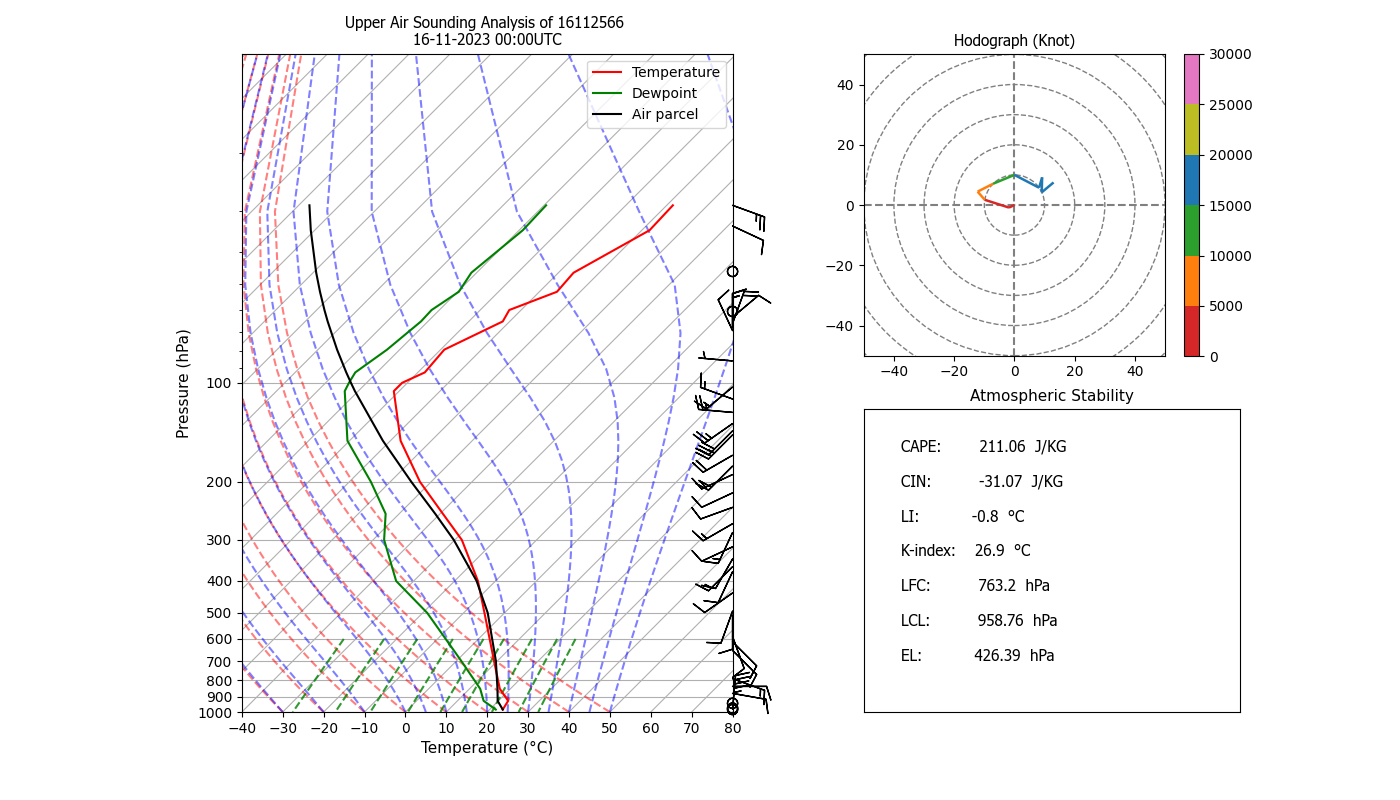 Upper Air Sounding Analysis of 16112566
16-11-2023 00:00UTC
Temperature
Dewpoint
Air parcel
Pressure (hPa)
100
200
300
400
500
600
700
800
900
1000
−40 −30 −20 −10 0 10 20 30 40 50 60 70 80
Temperature (°C)
Hodograph (Knot)
40
20
0
−20
−40
−40 −20 0 20 40
30000
25000
20000
15000
10000
5000
0
Atmospheric Stability
CAPE: 211.06 J/KG
CIN: -31.07 J/KG
LI: -0.8 ºC
K-index: 26.9 ºC
LFC: 763.2 hPa
LCL: 958.76 hPa
EL: 426.39 hPa